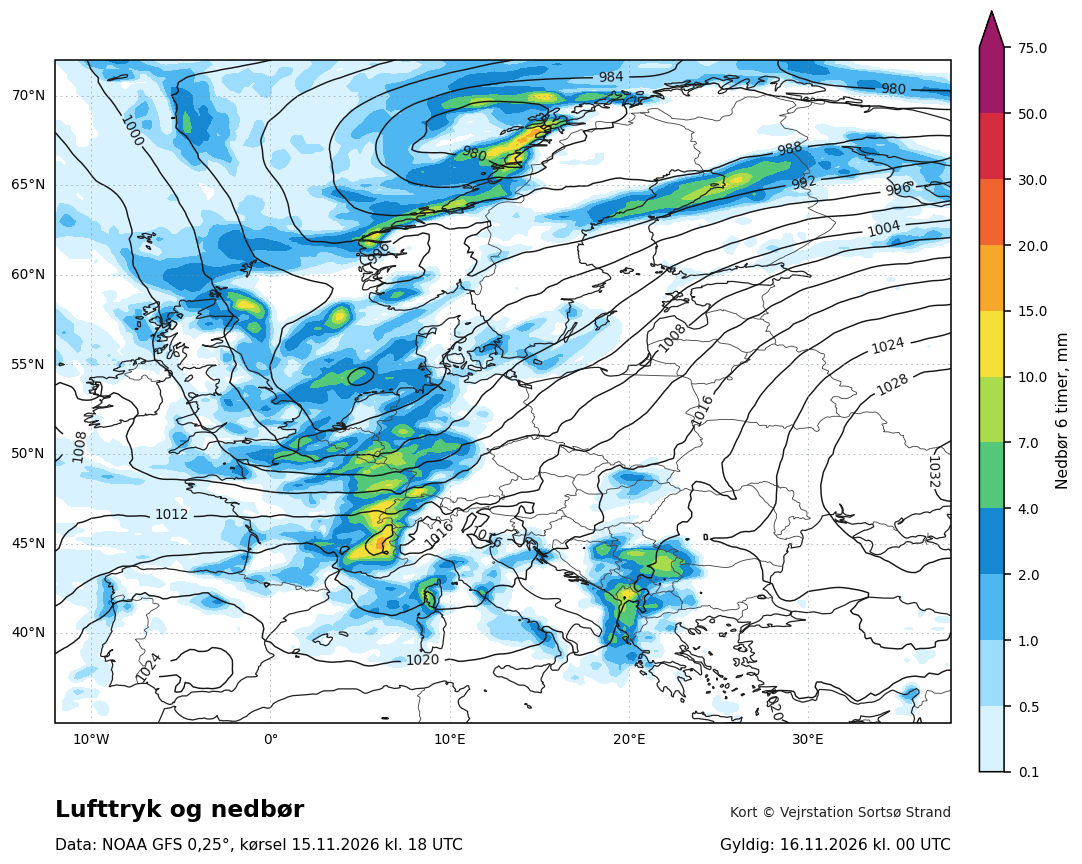 75.0
50.0
30.0
20.0
15.0
10.0
7.0
4.0
2.0
1.0
0.5
0.1
Nedbør 6 timer, mm
70°N
65°N
60°N
55°N
50°N
45°N
40°N
10°W
0°
10°E
20°E
30°E
984
980
1000
980
988
992
996
996
1004
1008
1024
1028
1016
1008
1032
1012
1016
1016
1020
1024
1020
Lufttryk og nedbør
Kort © Vejrstation Sortsø Strand
Data: NOAA GFS 0,25°, kørsel 15.11.2026 kl. 18 UTC
Gyldig: 16.11.2026 kl. 00 UTC